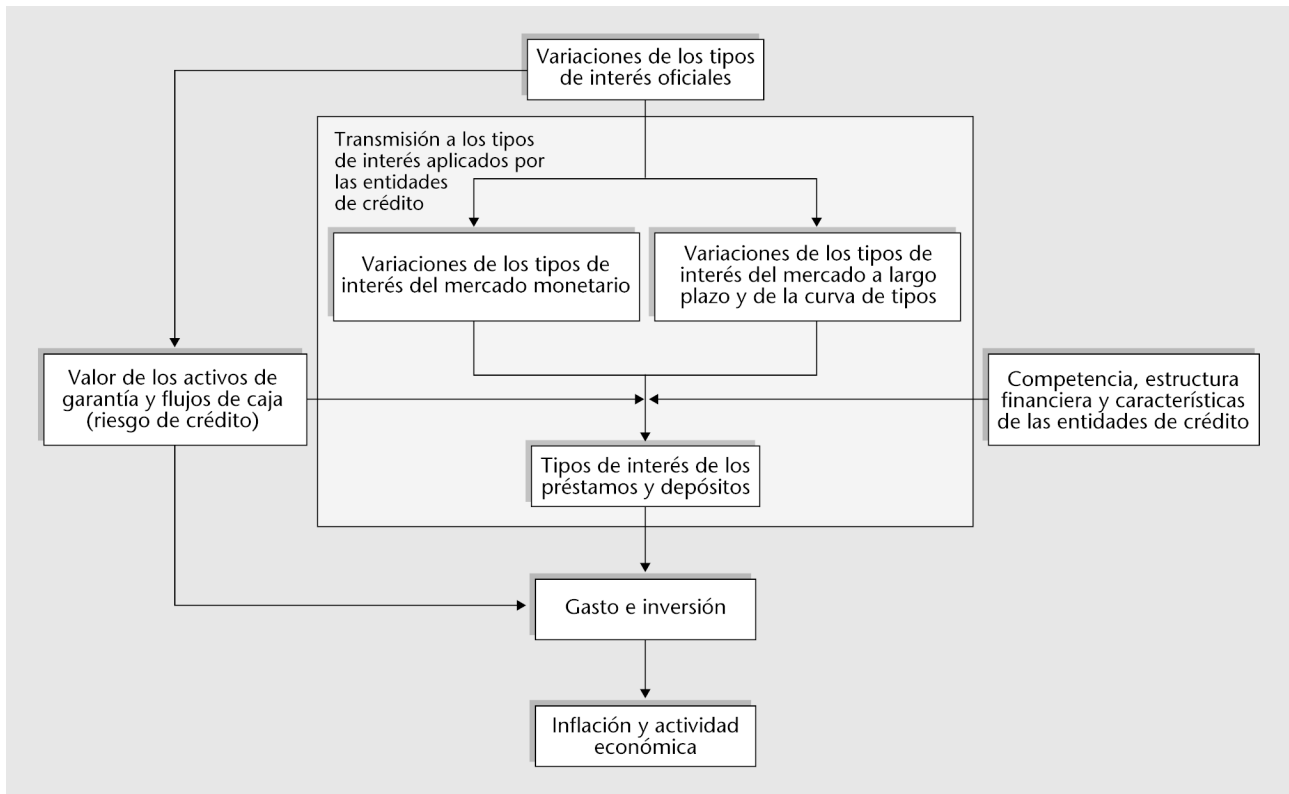 Variaciones de los tipos
de interés oficiales
Transmisión a los tipos
de interés aplicados por
las entidades
de crédito
Variaciones de los tipos de
interés del mercado monetario
Variaciones de los tipos de
interés del mercado a largo
plazo y de la curva de tipos
Valor de los activos de
garantía y flujos de caja
(riesgo de crédito)
Competencia, estructura
financiera y características
de las entidades de crédito
Tipos de interés de los
préstamos y depósitos
Gasto e inversión
Inflación y actividad
económica